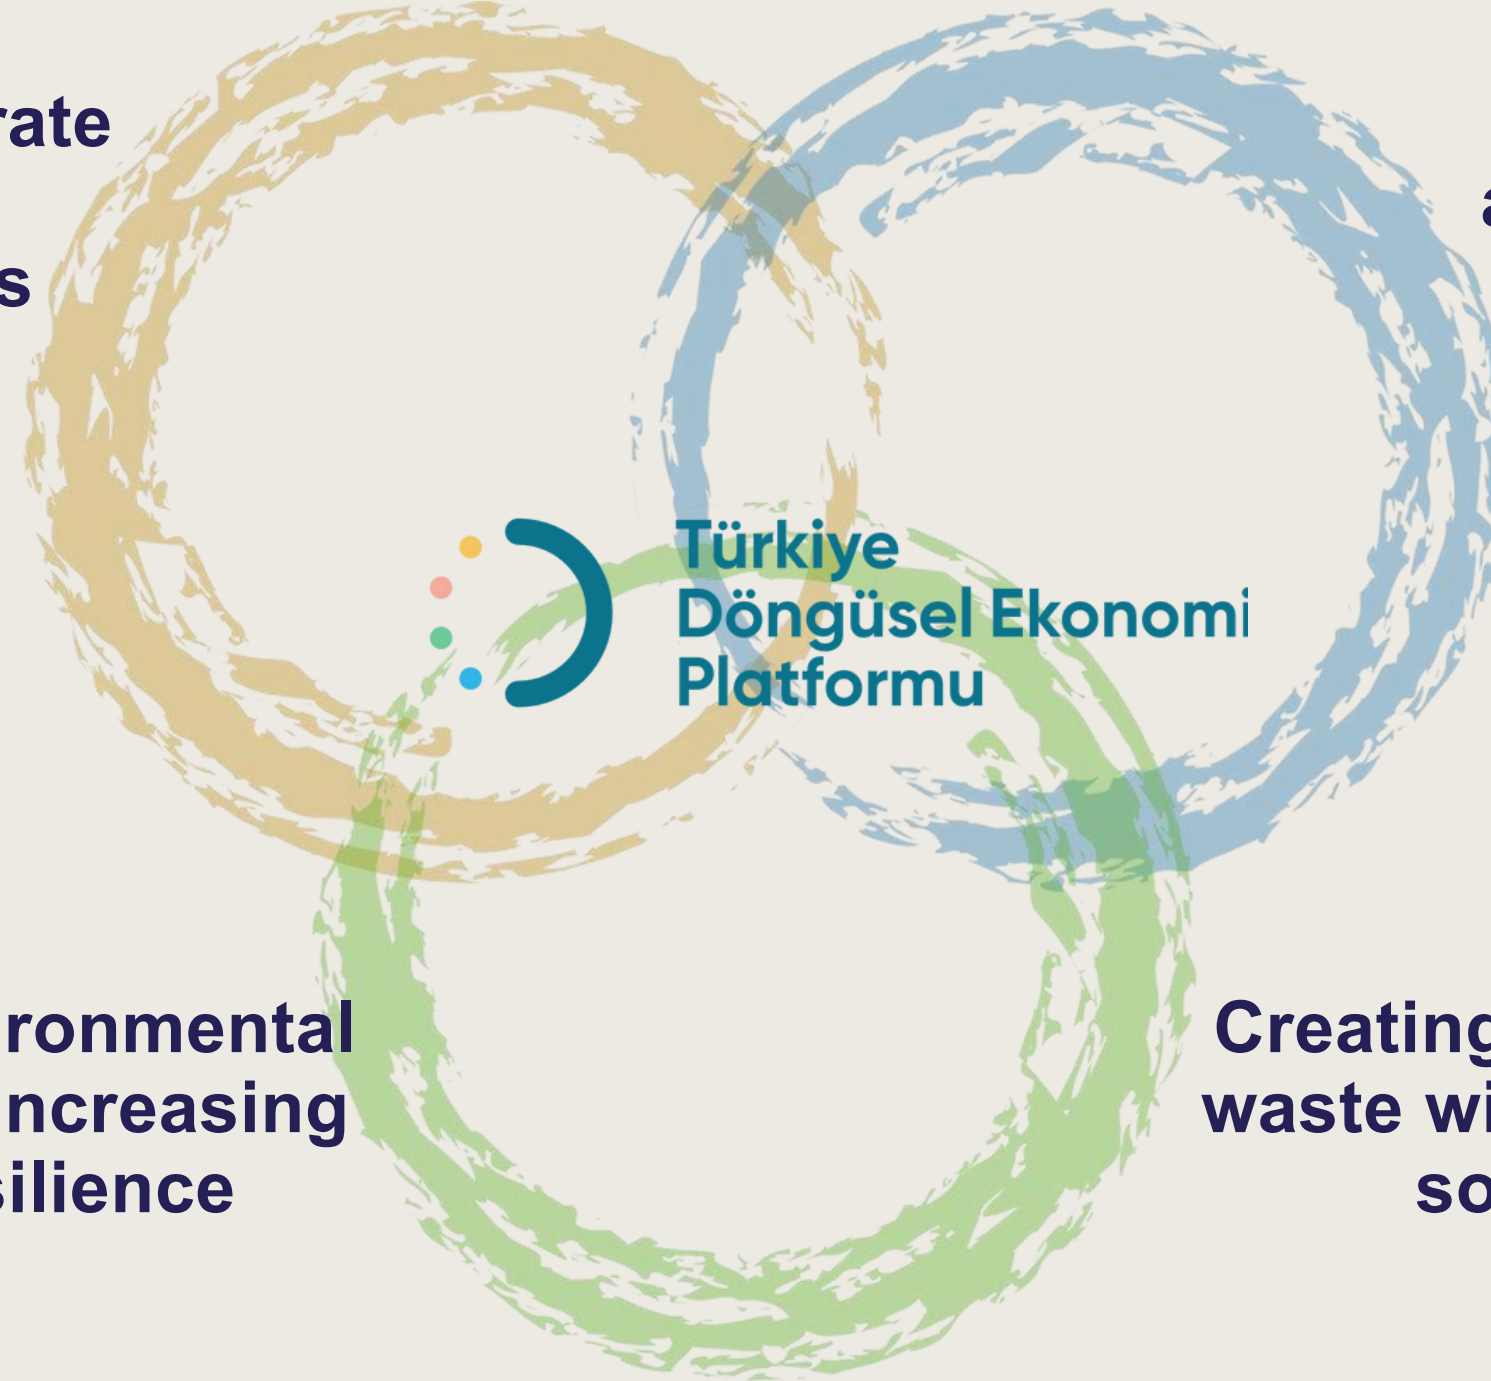 rate
s
a
Türkiye
Döngüsel Ekonomi
Platformu
ronmental
ncreasing
silience
Creating
waste wi
so